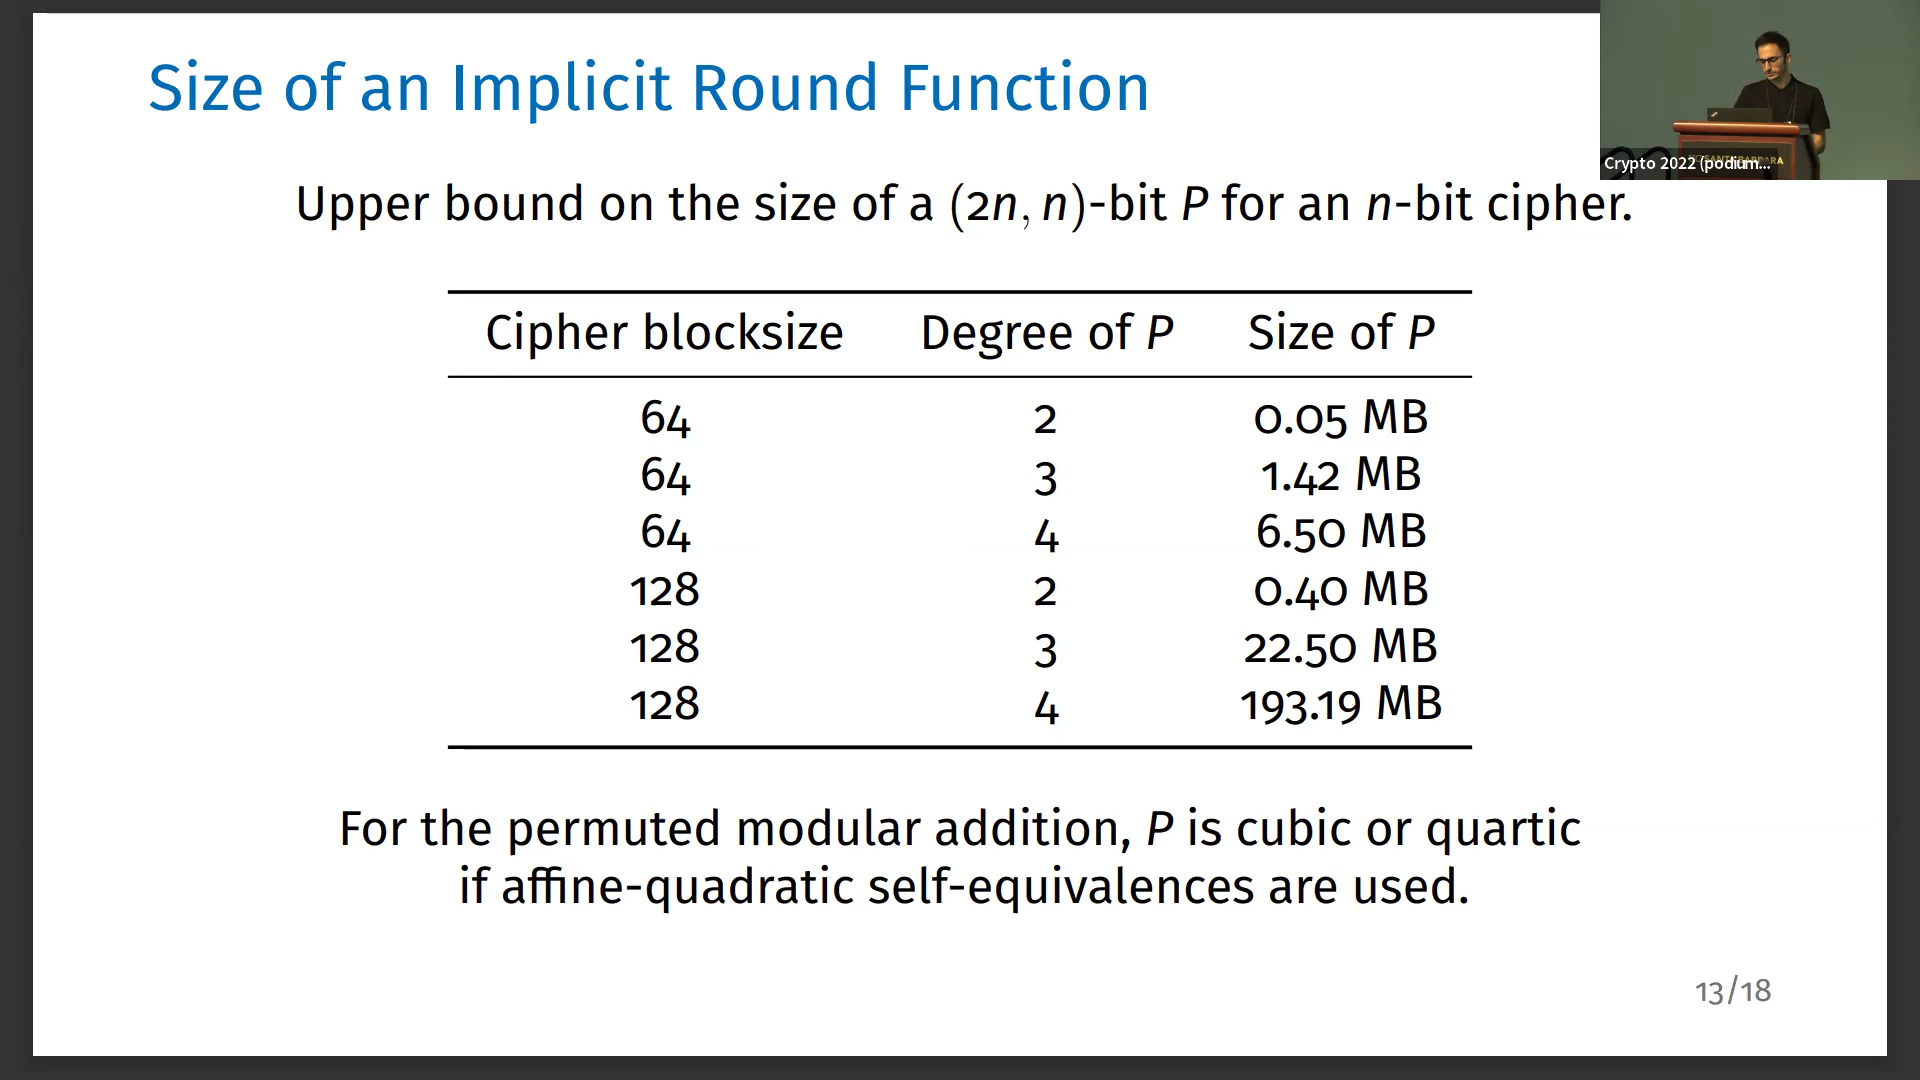 Size of an Implicit Round Function
Crypto 2022 (podium...
Upper bound on the size of a (2n, n)-bit P for an n-bit cipher.
Cipher blocksize Degree of P Size of P
64 2 0.05 MB
64 3 1.42 MB
64 4 6.50 MB
128 2 0.40 MB
128 3 22.50 MB
128 4 193.19 MB
For the permuted modular addition, P is cubic or quartic
if affine-quadratic self-equivalences are used.
13/18